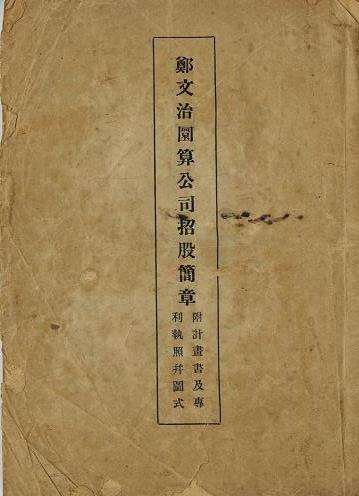 鄭文治圜算公司招股簡章
附計畫書及專
利執照幷圖式